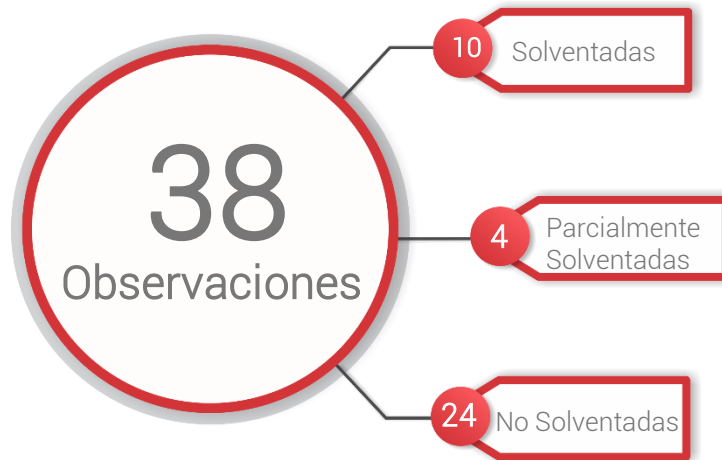 38
Observaciones
10
Solventadas
4
Parcialmente
Solventadas
24
No Solventadas